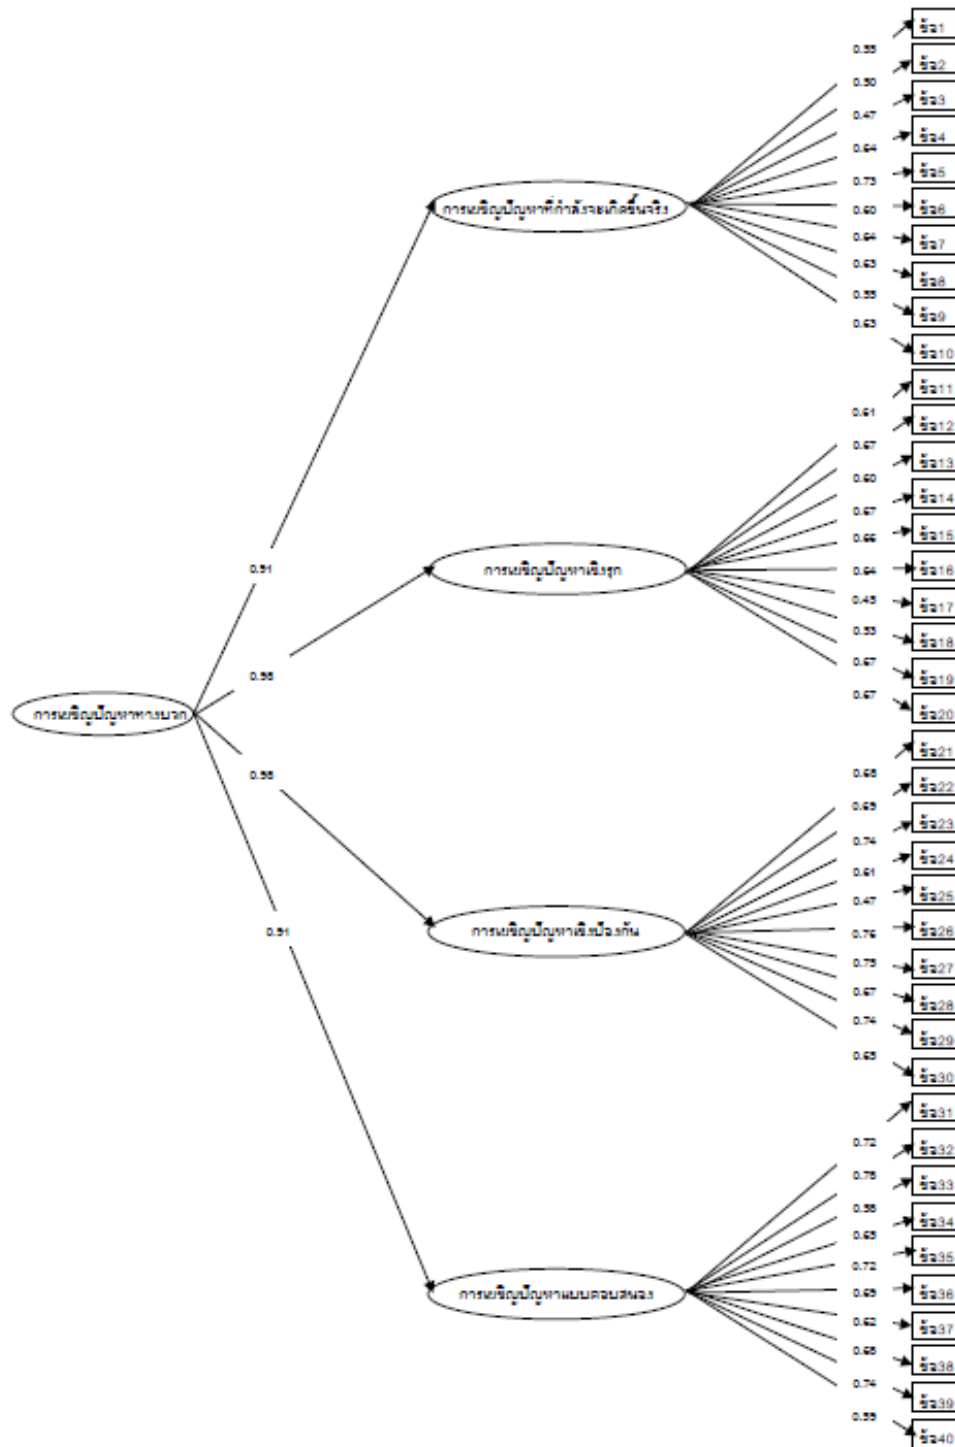 ข้อ1
0.55
ข้อ2
0.50
ข้อ3
0.47
ข้อ4
0.64
ข้อ5
0.73
การเผชิญปัญหาที่กำลังจะเกิดขึ้นจริง
0.60
ข้อ6
0.64
ข้อ7
0.63
ข้อ8
0.55
ข้อ9
0.63
ข้อ10
ข้อ11
0.61
ข้อ12
0.67
ข้อ13
0.60
ข้อ14
0.67
ข้อ15
0.66
การเผชิญปัญหาเชิงรุก
0.64
ข้อ16
0.91
0.45
ข้อ17
0.53
ข้อ18
0.67
ข้อ19
0.98
0.67
ข้อ20
การเผชิญปัญหาทางบวก
ข้อ21
0.98
0.68
ข้อ22
0.69
ข้อ23
0.74
ข้อ24
0.61
ข้อ25
0.47
การเผชิญปัญหาเชิงป้องกัน
0.91
0.76
ข้อ26
0.75
ข้อ27
0.67
ข้อ28
0.74
ข้อ29
0.65
ข้อ30
ข้อ31
0.72
ข้อ32
0.75
ข้อ33
0.58
ข้อ34
0.65
ข้อ35
0.72
การเผชิญปัญหาแบบตอบสนอง
0.69
ข้อ36
0.62
ข้อ37
0.68
ข้อ38
0.74
ข้อ39
0.59
ข้อ40